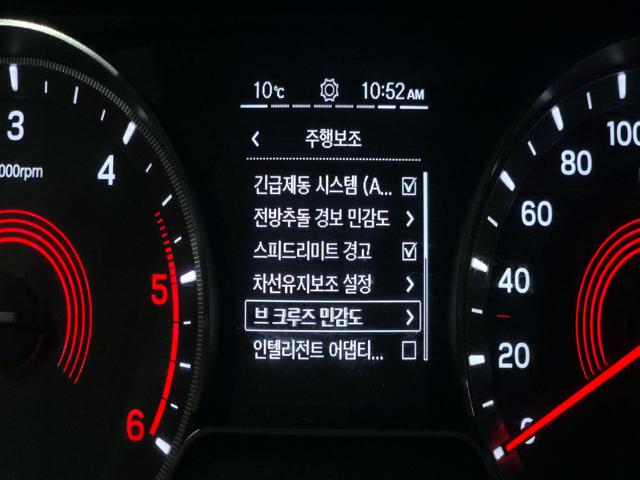 10℃ 10:52 AM
주행보조
긴급제동 시스템 (A...
전방추돌 경보 민감도
스피드리미트 경고
차선유지보조 설정
브 크루즈 민감도
인텔리전트 어댑티...
3
000rpm
4
5
6
100
80
60
40
20
0